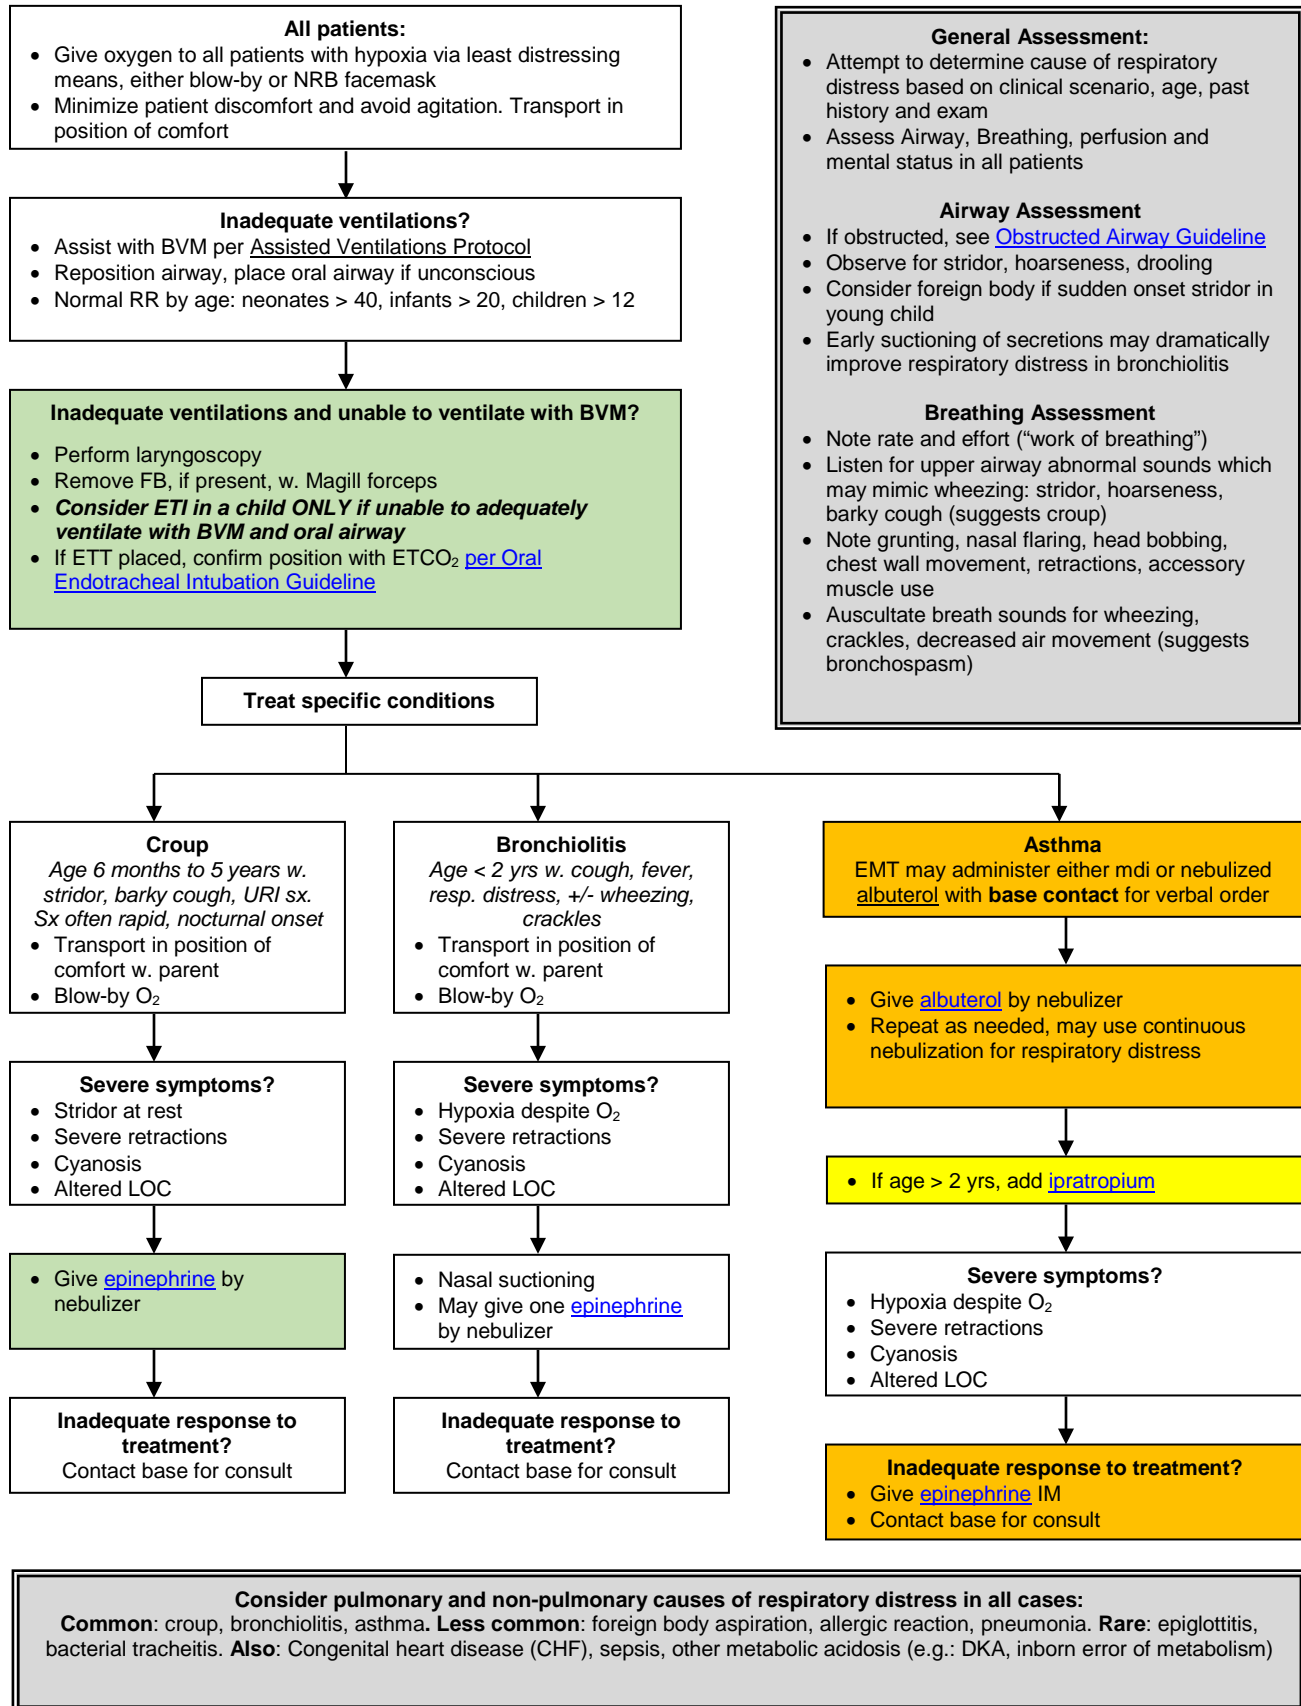 All patients:
• Give oxygen to all patients with hypoxia via least distressing
means, either blow-by or NRB facemask
• Minimize patient discomfort and avoid agitation. Transport in
position of comfort
Inadequate ventilations?
• Assist with BVM per Assisted Ventilations Protocol
• Reposition airway, place oral airway if unconscious
• Normal RR by age: neonates > 40, infants > 20, children > 12
Inadequate ventilations and unable to ventilate with BVM?
• Perform laryngoscopy
• Remove FB, if present, w. Magill forceps
• Consider ETI in a child ONLY if unable to adequately
ventilate with BVM and oral airway
• If ETT placed, confirm position with ETCO₂ per Oral
Endotracheal Intubation Guideline
Treat specific conditions
General Assessment:
• Attempt to determine cause of respiratory
distress based on clinical scenario, age, past
history and exam
• Assess Airway, Breathing, perfusion and
mental status in all patients
Airway Assessment
• If obstructed, see Obstructed Airway Guideline
• Observe for stridor, hoarseness, drooling
• Consider foreign body if sudden onset stridor in
young child
• Early suctioning of secretions may dramatically
improve respiratory distress in bronchiolitis
Breathing Assessment
• Note rate and effort (“work of breathing”)
• Listen for upper airway abnormal sounds which
may mimic wheezing: stridor, hoarseness,
barky cough (suggests croup)
• Note grunting, nasal flaring, head bobbing,
chest wall movement, retractions, accessory
muscle use
• Auscultate breath sounds for wheezing,
crackles, decreased air movement (suggests
bronchospasm)
Croup
Age 6 months to 5 years w.
stridor, barky cough, URI sx.
Sx often rapid, nocturnal onset
• Transport in position of
comfort w. parent
• Blow-by O₂
Severe symptoms?
• Stridor at rest
• Severe retractions
• Cyanosis
• Altered LOC
• Give epinephrine by
nebulizer
Inadequate response to
treatment?
Contact base for consult
Bronchiolitis
Age < 2 yrs w. cough, fever,
resp. distress, +/- wheezing,
crackles
• Transport in position of
comfort w. parent
• Blow-by O₂
Severe symptoms?
• Hypoxia despite O₂
• Severe retractions
• Cyanosis
• Altered LOC
• Nasal suctioning
• May give one epinephrine
by nebulizer
Inadequate response to
treatment?
Contact base for consult
Asthma
EMT may administer either mdi or nebulized
albuterol with base contact for verbal order
• Give albuterol by nebulizer
• Repeat as needed, may use continuous
nebulization for respiratory distress
• If age > 2 yrs, add ipratropium
Severe symptoms?
• Hypoxia despite O₂
• Severe retractions
• Cyanosis
• Altered LOC
Inadequate response to treatment?
• Give epinephrine IM
• Contact base for consult
Consider pulmonary and non-pulmonary causes of respiratory distress in all cases:
Common: croup, bronchiolitis, asthma. Less common: foreign body aspiration, allergic reaction, pneumonia. Rare: epiglottitis,
bacterial tracheitis. Also: Congenital heart disease (CHF), sepsis, other metabolic acidosis (e.g.: DKA, inborn error of metabolism)